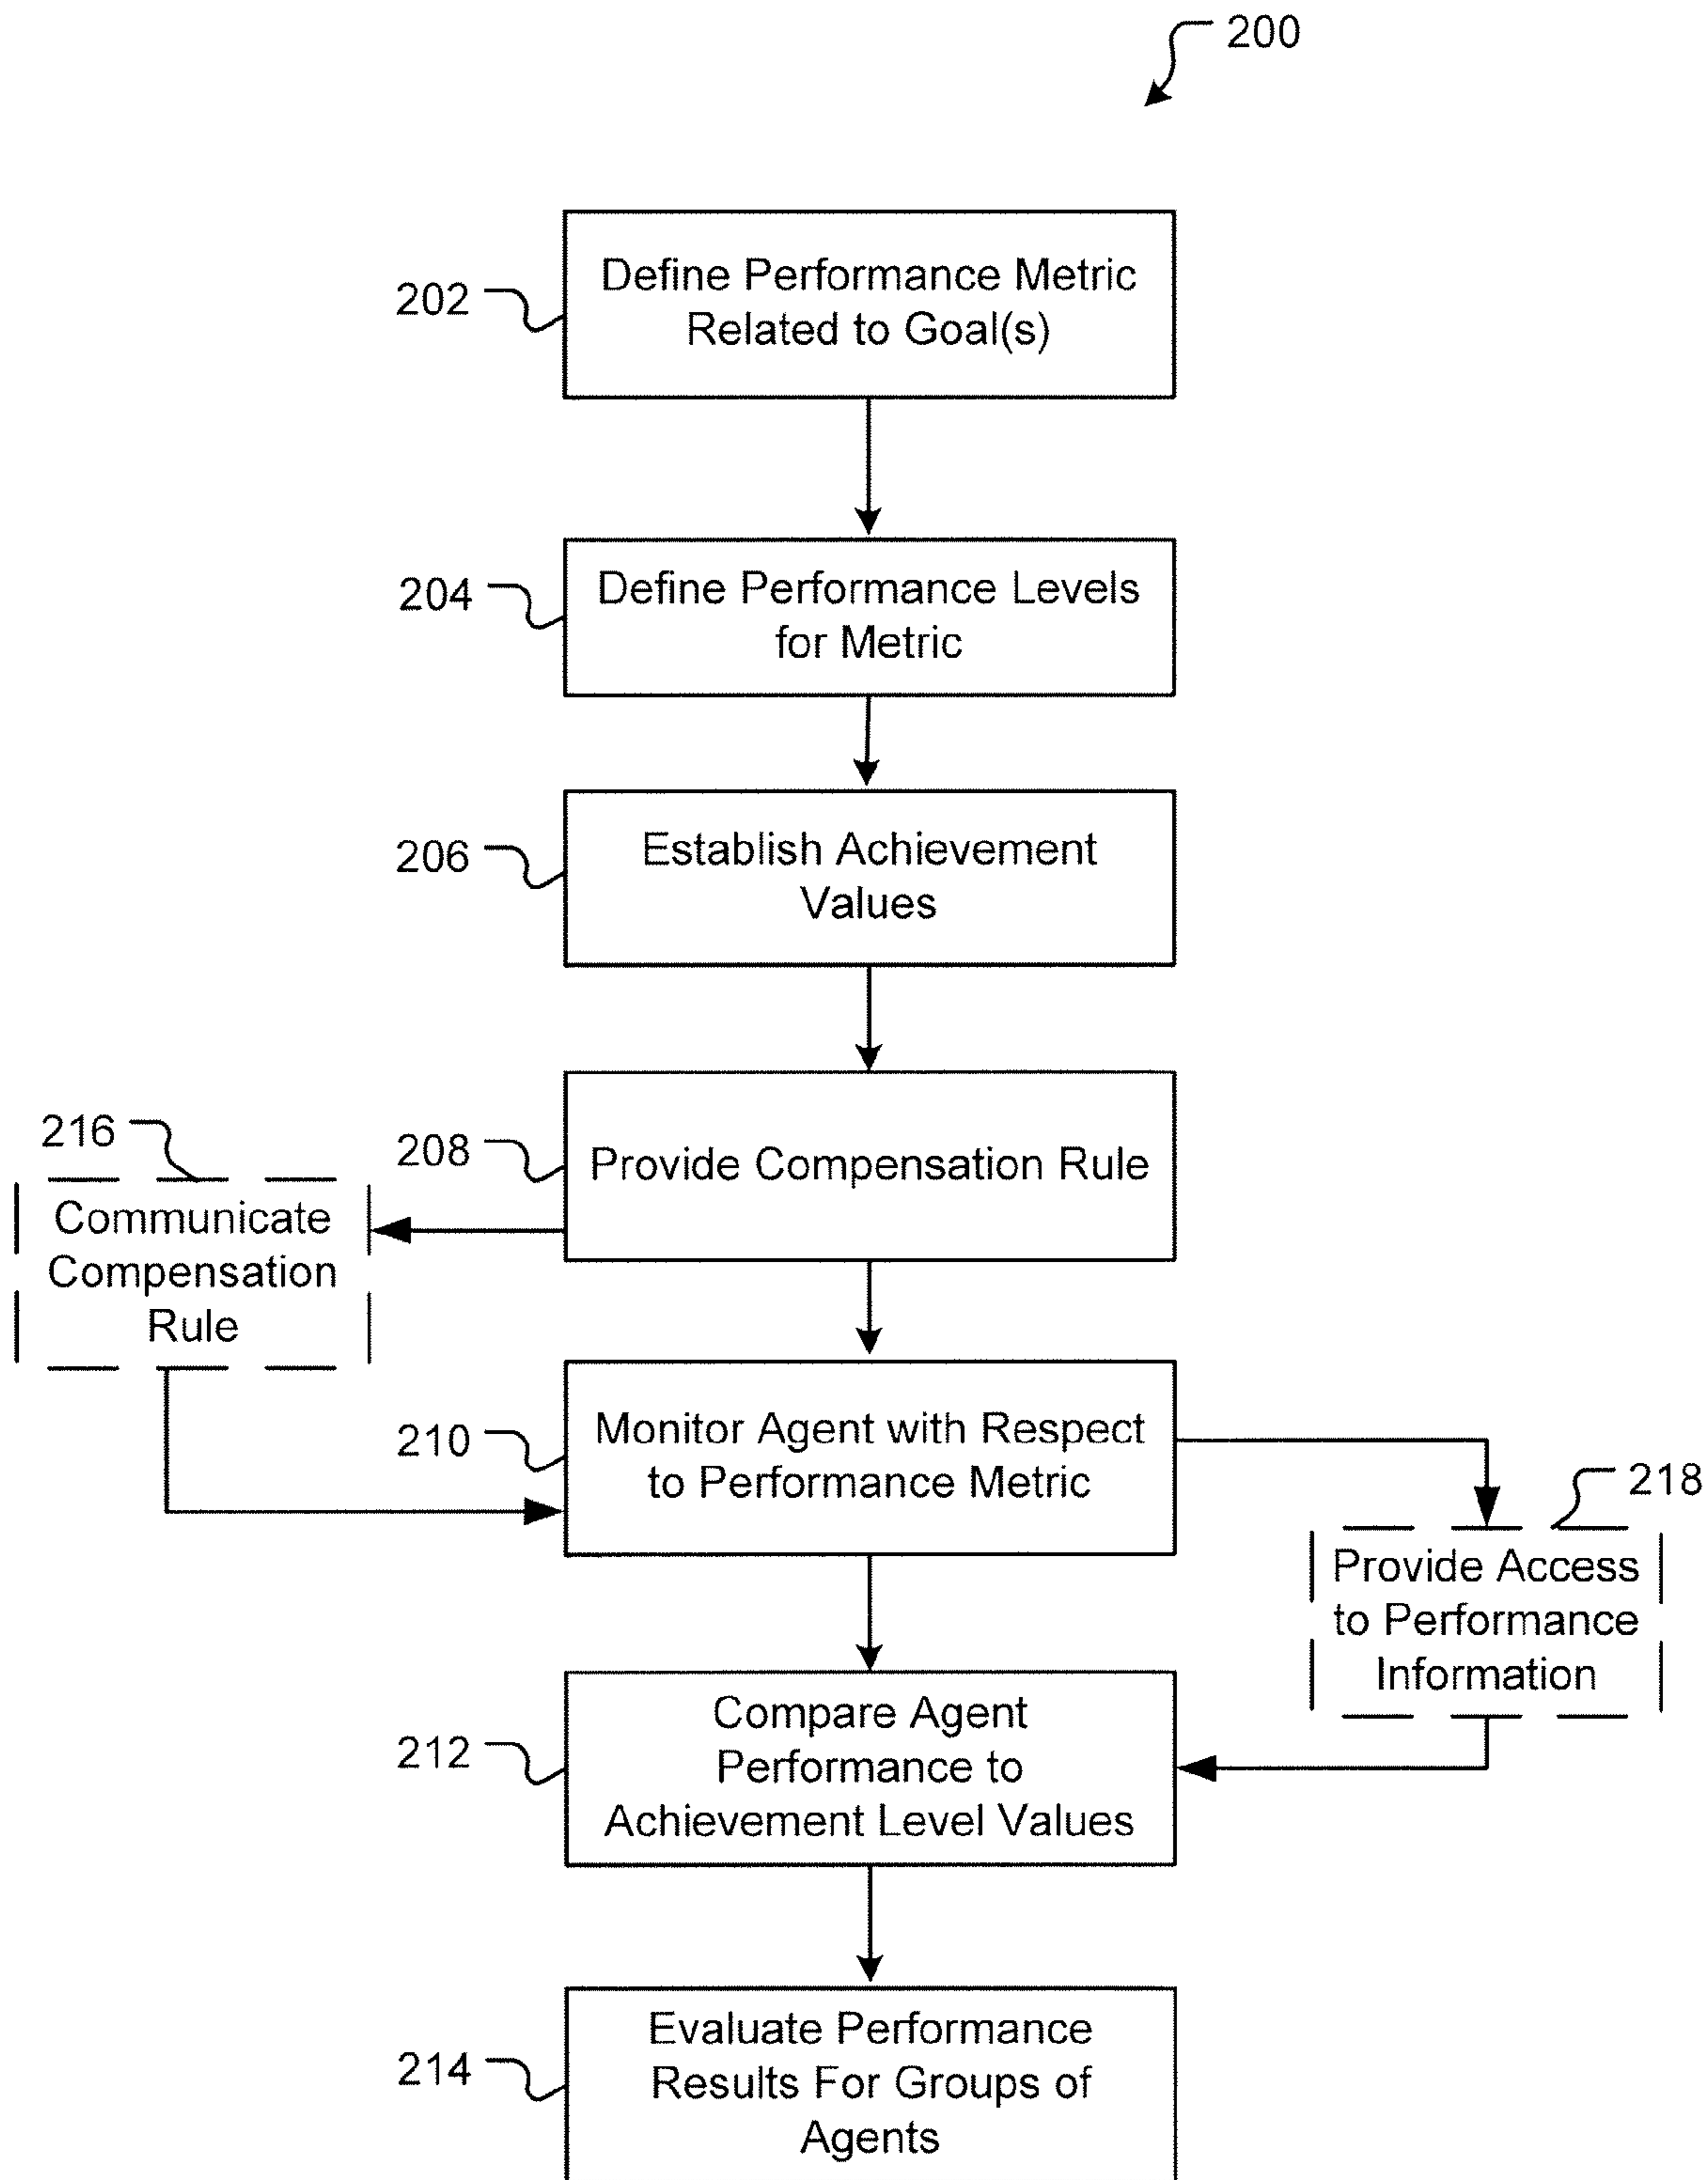 200
202
Define Performance Metric
Related to Goal(s)
204
Define Performance Levels
for Metric
206
Establish Achievement
Values
208
Provide Compensation Rule
216
Communicate
Compensation
Rule
210
Monitor Agent with Respect
to Performance Metric
218
Provide Access
to Performance
Information
212
Compare Agent
Performance to
Achievement Level Values
214
Evaluate Performance
Results For Groups of
Agents